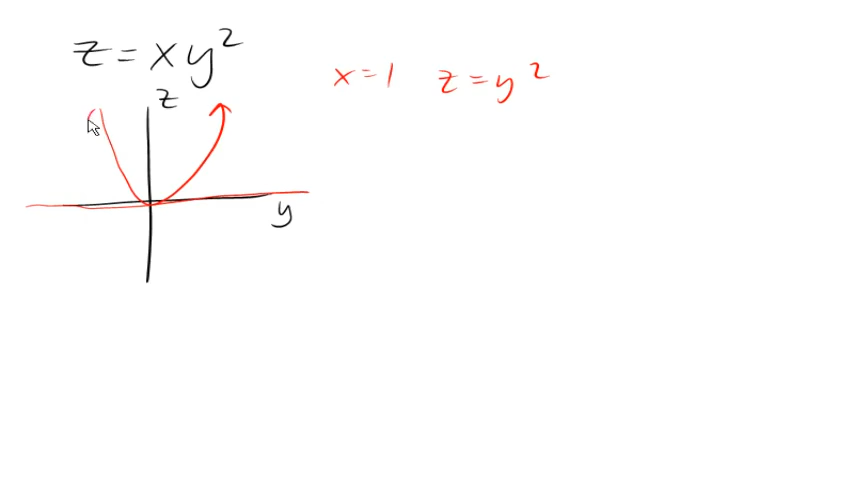 z = xy²
x = 1 z = y²
z
y